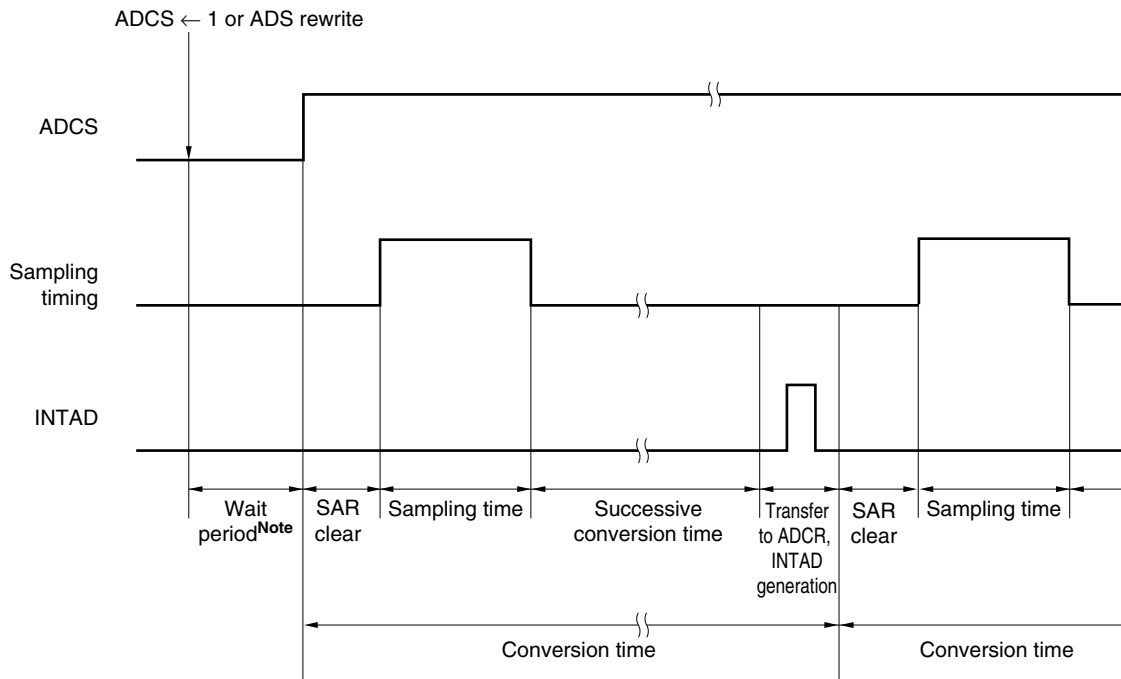 ADCS ← 1 or ADS rewrite
ADCS
Sampling
timing
INTAD
Wait
periodNote
SAR
clear
Sampling time
Successive
conversion time
Transfer
to ADCR,
INTAD
generation
SAR
clear
Sampling time
Conversion time
Conversion time